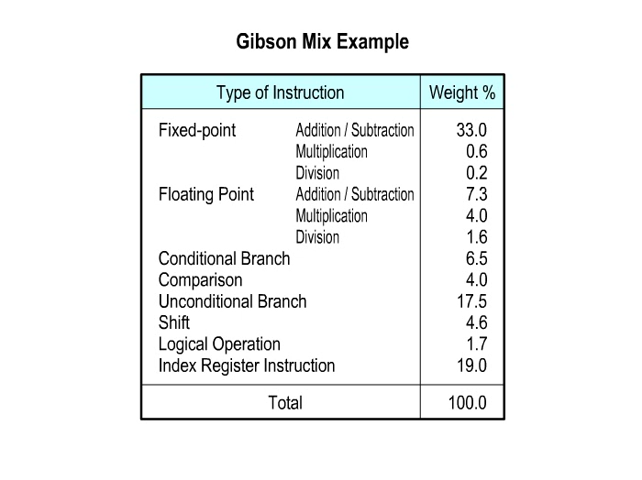 Gibson Mix Example
Type of Instruction Weight %
Fixed-point Addition / Subtraction 33.0
Multiplication 0.6
Division 0.2
Floating Point Addition / Subtraction 7.3
Multiplication 4.0
Division 1.6
Conditional Branch 6.5
Comparison 4.0
Unconditional Branch 17.5
Shift 4.6
Logical Operation 1.7
Index Register Instruction 19.0
Total 100.0